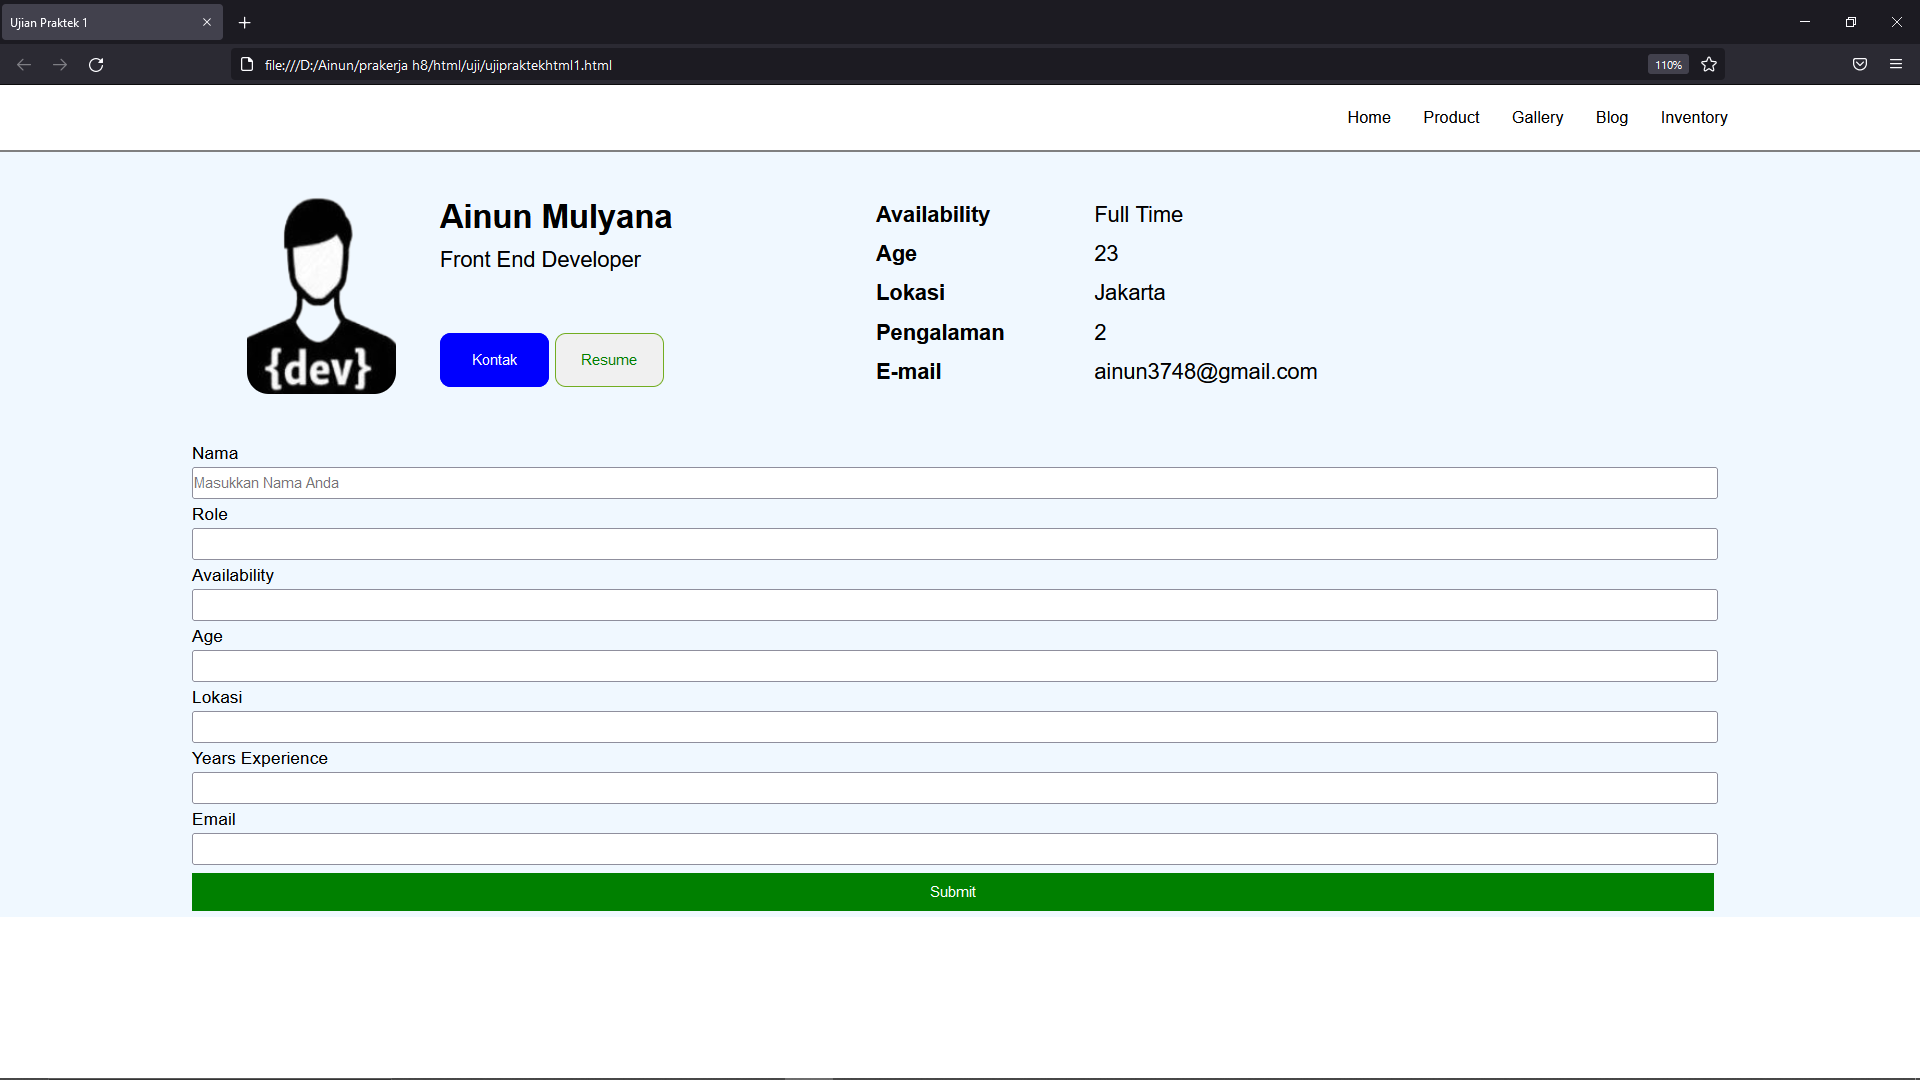 Ujian Praktek 1
file:///D:/Ainun/prakerja h8/html/uji/ujipraktekhtml1.html
110%
Home Product Gallery Blog Inventory
{dev}
Ainun Mulyana
Front End Developer
Kontak Resume
Availability Full Time
Age 23
Lokasi Jakarta
Pengalaman 2
E-mail ainun3748@gmail.com
Nama
Masukkan Nama Anda
Role
Availability
Age
Lokasi
Years Experience
Email
Submit